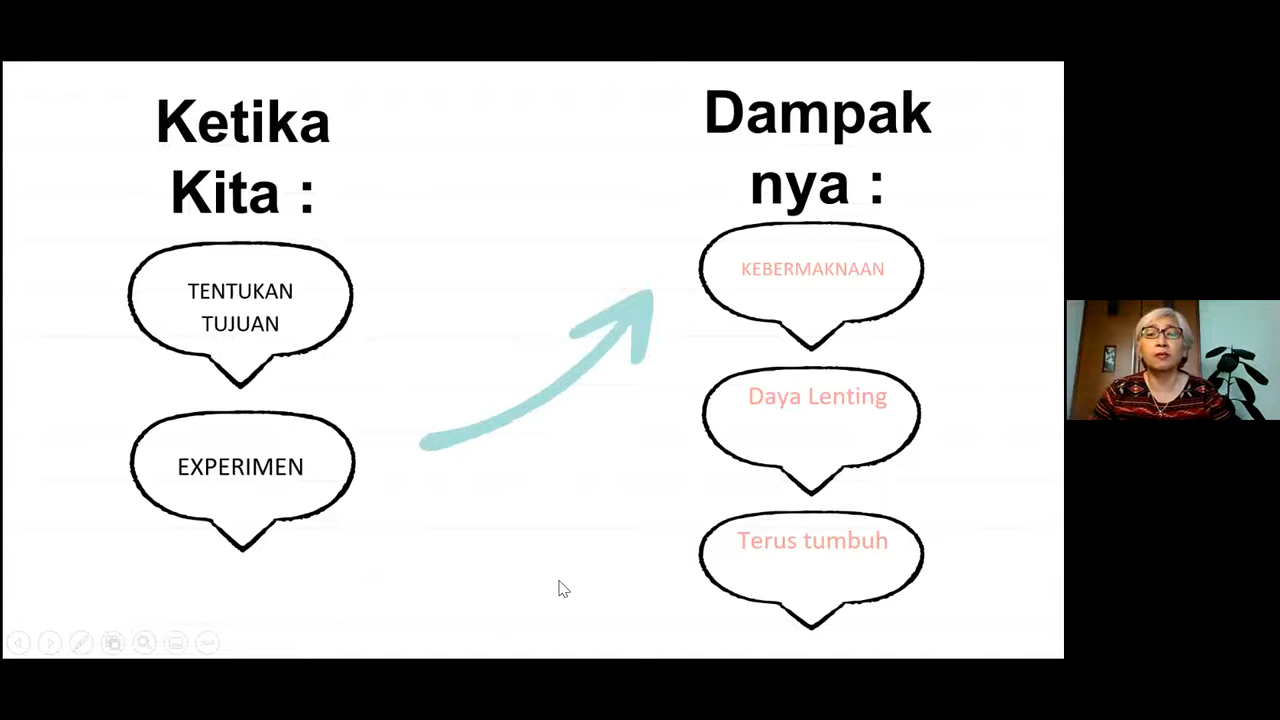 Ketika
Kita :
TENTUKAN
TUJUAN
EXPERIMEN
Dampak
nya :
KEBERMAKNAAN
Daya Lenting
Terus tumbuh